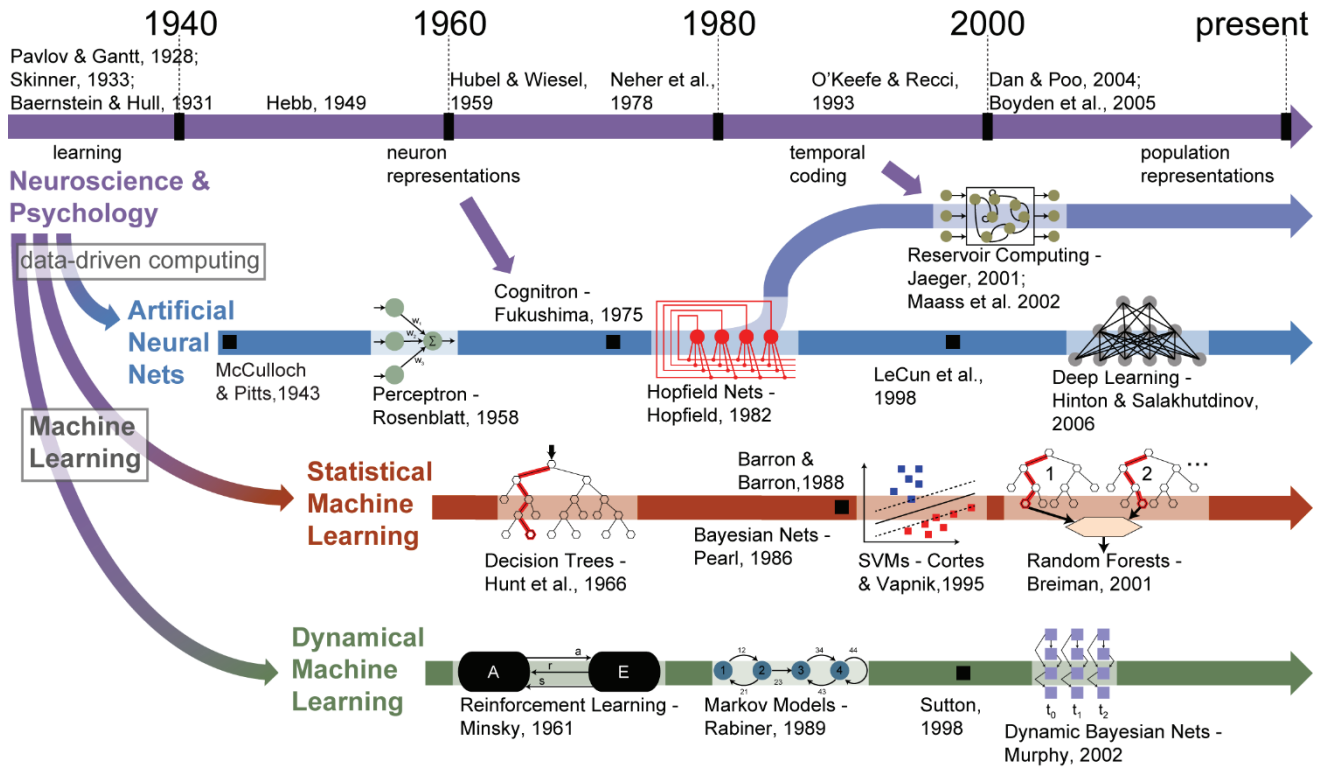 1940
1960
1980
2000
present
Pavlov & Gantt, 1928;
Skinner, 1933;
Baernstein & Hull, 1931
Hebb, 1949
Hubel & Wiesel,
1959
Neher et al.,
1978
O'Keefe & Recci,
1993
Dan & Poo, 2004;
Boyden et al., 2005
learning
neuron
representations
temporal
coding
population
representations
Neuroscience &
Psychology
data-driven computing
Reservoir Computing -
Jaeger, 2001;
Maass et al. 2002
Artificial
Neural
Nets
w₁
w₂
w₃
Σ
Cognitron -
Fukushima, 1975
McCulloch
& Pitts,1943
Perceptron -
Rosenblatt, 1958
Hopfield Nets -
Hopfield, 1982
LeCun et al.,
1998
Deep Learning -
Hinton & Salakhutdinov,
2006
Machine
Learning
Statistical
Machine
Learning
Decision Trees -
Hunt et al., 1966
Bayesian Nets -
Pearl, 1986
Barron &
Barron,1988
SVMs - Cortes
& Vapnik,1995
1
2
...
Random Forests -
Breiman, 2001
Dynamical
Machine
Learning
A
a
r
s
E
Reinforcement Learning -
Minsky, 1961
12
34
44
1
2
3
4
21
23
43
Markov Models -
Rabiner, 1989
Sutton,
1998
t₀
t₁
t₂
Dynamic Bayesian Nets -
Murphy, 2002